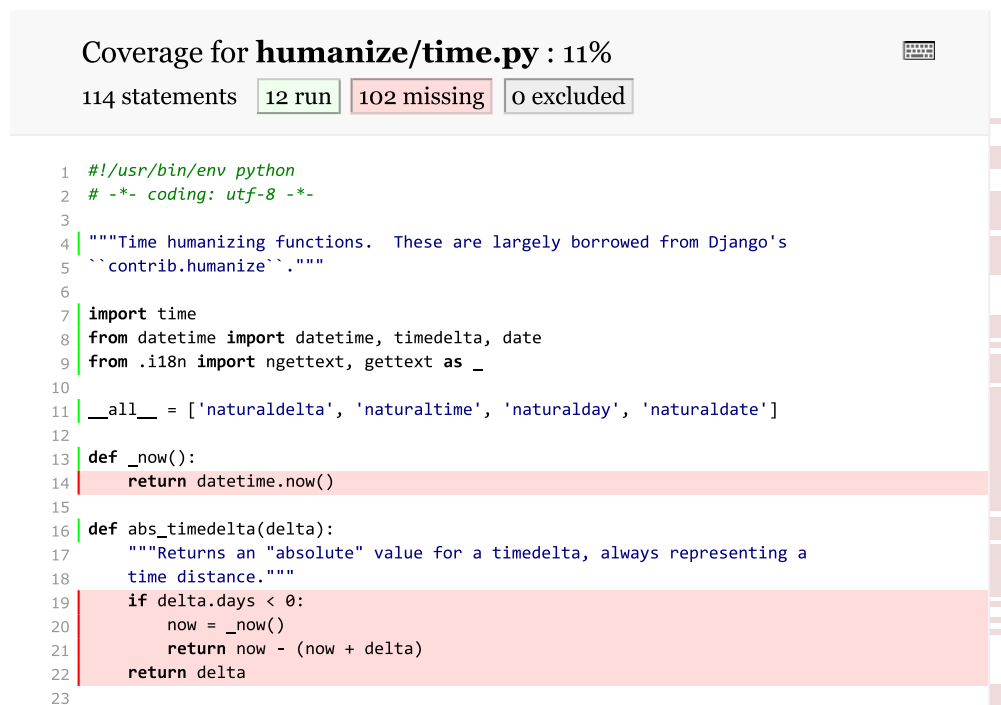 Coverage for humanize/time.py : 11%
114 statements 12 run 102 missing 0 excluded
1 #!/usr/bin/env python
2 # -*- coding: utf-8 -*-
3
4 """Time humanizing functions.  These are largely borrowed from Django's
5 ``contrib.humanize``."""
6
7 import time
8 from datetime import datetime, timedelta, date
9 from .i18n import ngettext, gettext as _
10
11 __all__ = ['naturaldelta', 'naturaltime', 'naturalday', 'naturaldate']
12
13 def _now():
14     return datetime.now()
15
16 def abs_timedelta(delta):
17     """Returns an "absolute" value for a timedelta, always representing a
18     time distance."""
19     if delta.days < 0:
20         now = _now()
21         return now - (now + delta)
22     return delta
23